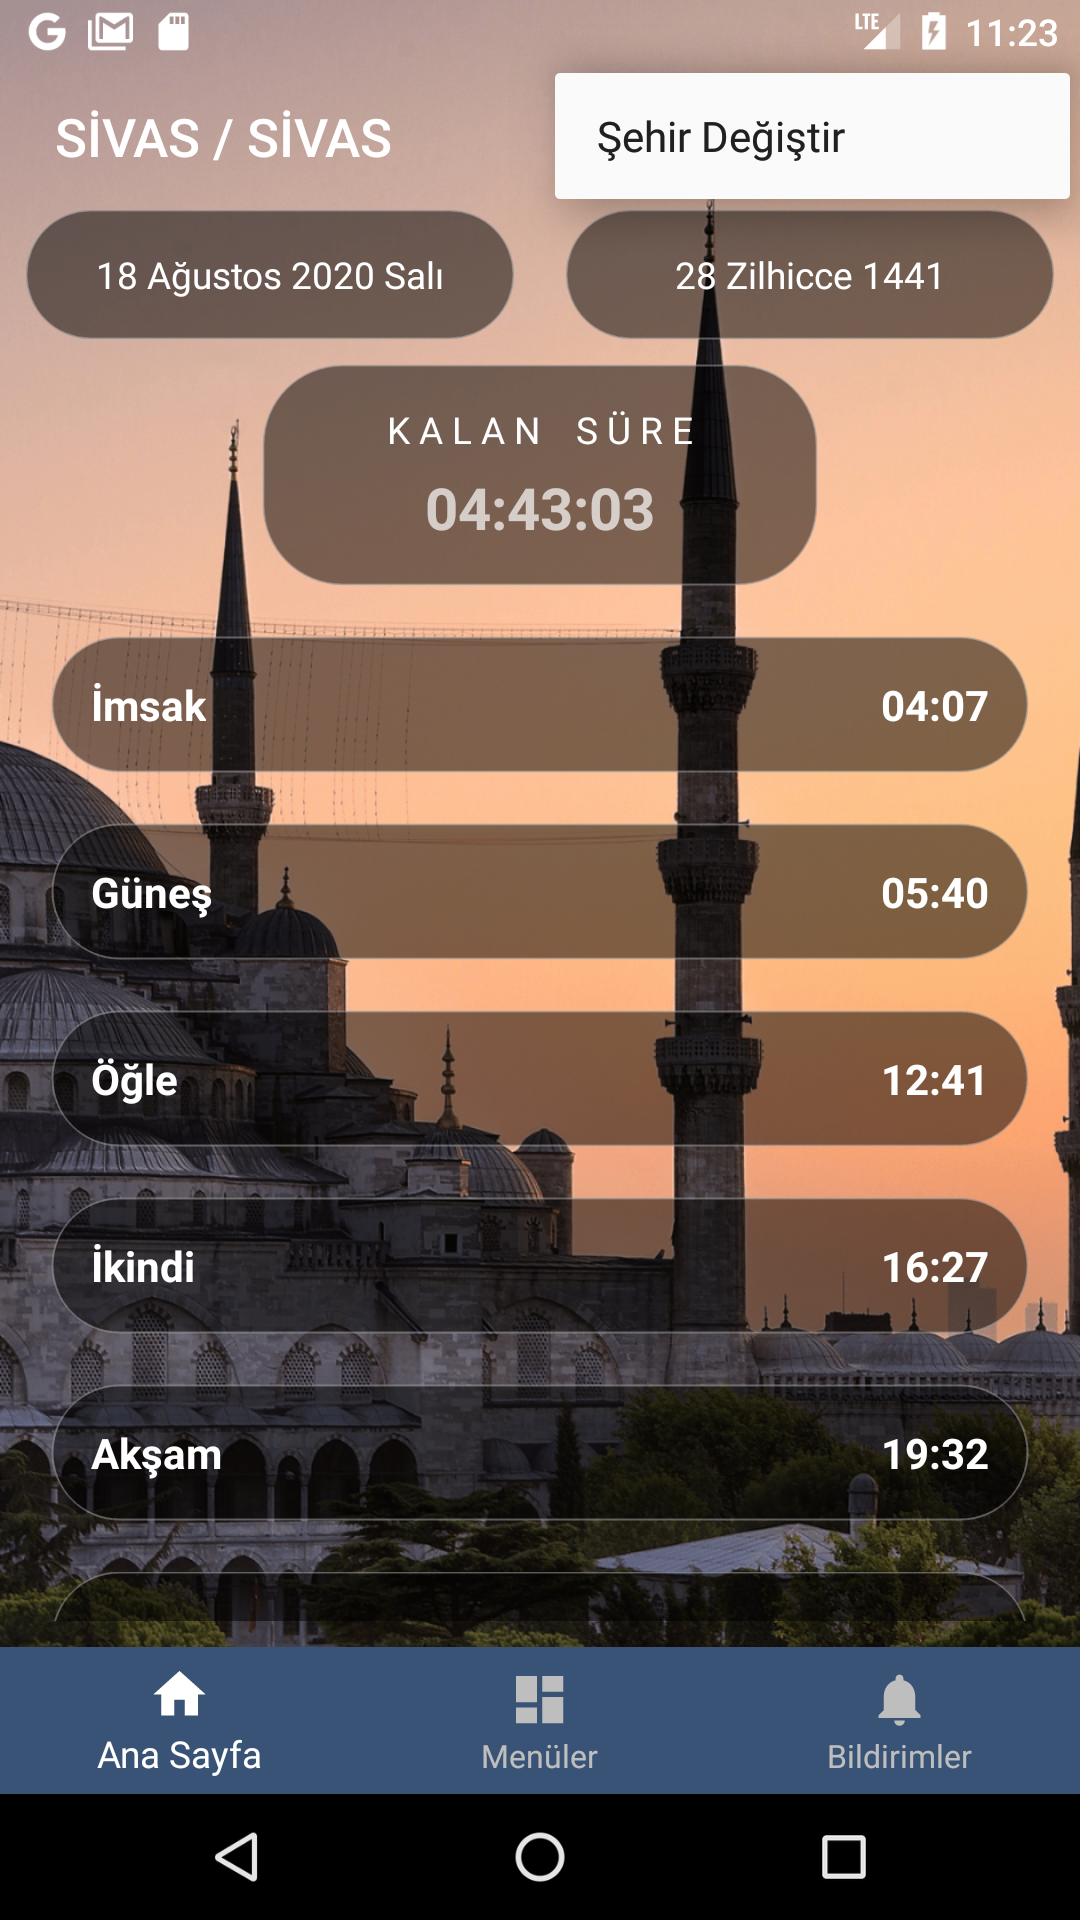 LTE 11:23
SİVAS / SİVAS
Şehir Değiştir
18 Ağustos 2020 Salı
28 Zilhicce 1441
KALAN SÜRE
04:43:03
İmsak 04:07
Güneş 05:40
Öğle 12:41
İkindi 16:27
Akşam 19:32
Ana Sayfa Menüler Bildirimler